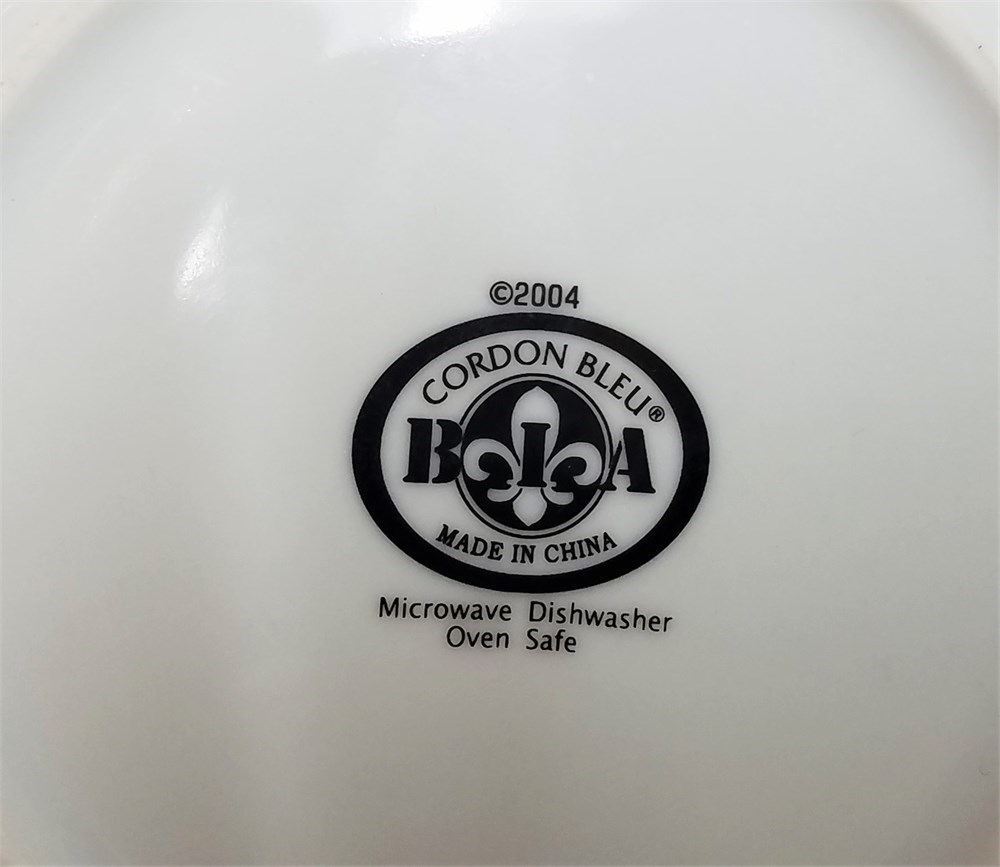 ©2004
CORDON BLEU®
BIA
MADE IN CHINA
Microwave Dishwasher
Oven Safe